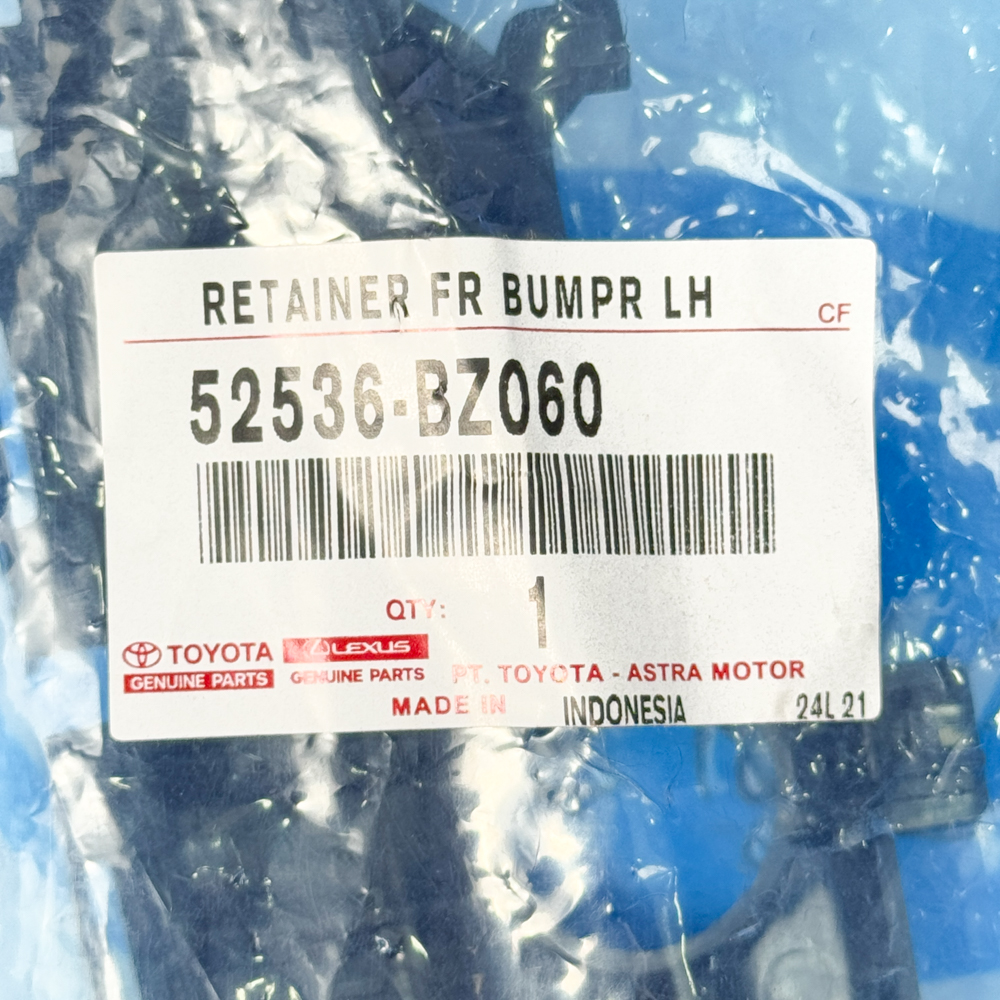 RETAINER FR BUMPR LH
CF
52536-BZ060
QTY: 1
TOYOTA
GENUINE PARTS
LEXUS
GENUINE PARTS
PT. TOYOTA - ASTRA MOTOR
MADE IN INDONESIA 24L 21